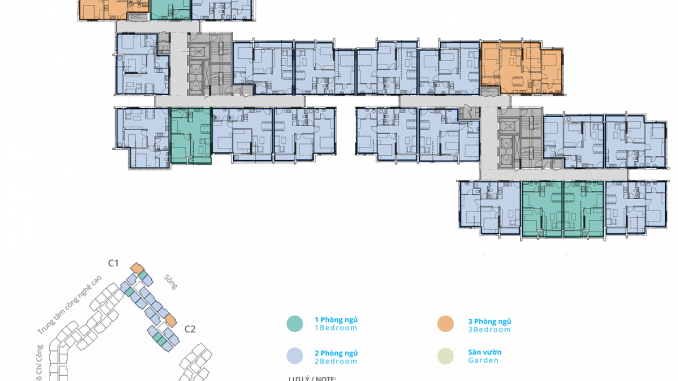 C1
Sông
Trung tâm công nghệ cao
C2
Võ Chí Công
1 Phòng ngủ
1Bedroom
3 Phòng ngủ
3Bedroom
2 Phòng ngủ
2Bedroom
Sân vườn
Garden
LƯU Ý / NOTE: